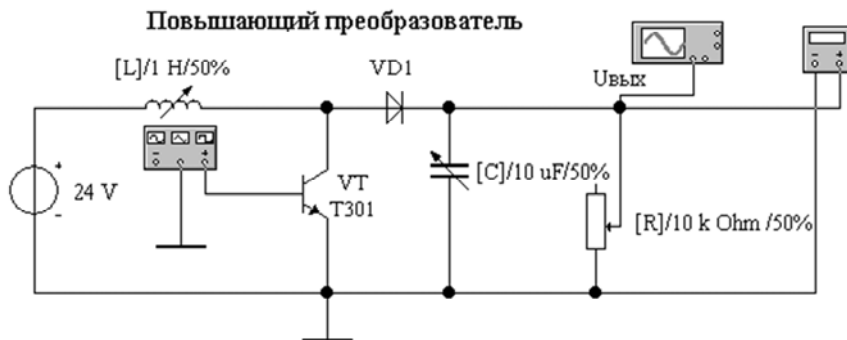 Повышающий преобразователь
[L]/1 H/50%
VD1
Uвых
24 V
VT
T301
[C]/10 uF/50%
[R]/10 k Ohm /50%